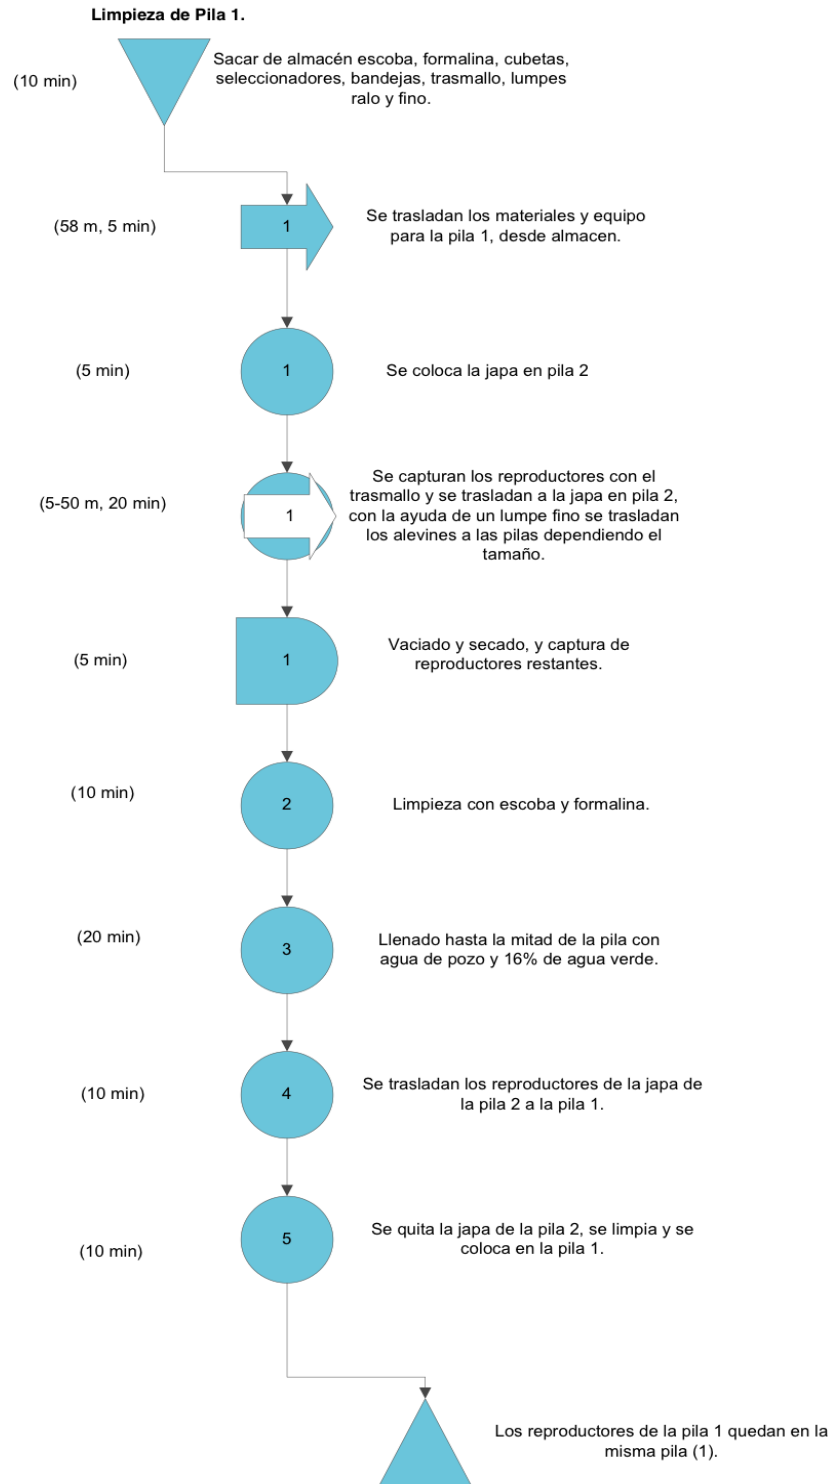 Limpieza de Pila 1.
(10 min)
Sacar de almacén escoba, formalina, cubetas,
seleccionadores, bandejas, trasmallo, lumpes
ralo y fino.
(58 m, 5 min)
1
Se trasladan los materiales y equipo
para la pila 1, desde almacen.
(5 min)
1
Se coloca la japa en pila 2
(5-50 m, 20 min)
1
Se capturan los reproductores con el
trasmallo y se trasladan a la japa en pila 2,
con la ayuda de un lumpe fino se trasladan
los alevines a las pilas dependiendo el
tamaño.
(5 min)
1
Vaciado y secado, y captura de
reproductores restantes.
(10 min)
2
Limpieza con escoba y formalina.
(20 min)
3
Llenado hasta la mitad de la pila con
agua de pozo y 16% de agua verde.
(10 min)
4
Se trasladan los reproductores de la japa de
la pila 2 a la pila 1.
(10 min)
5
Se quita la japa de la pila 2, se limpia y se
coloca en la pila 1.
Los reproductores de la pila 1 quedan en la
misma pila (1).